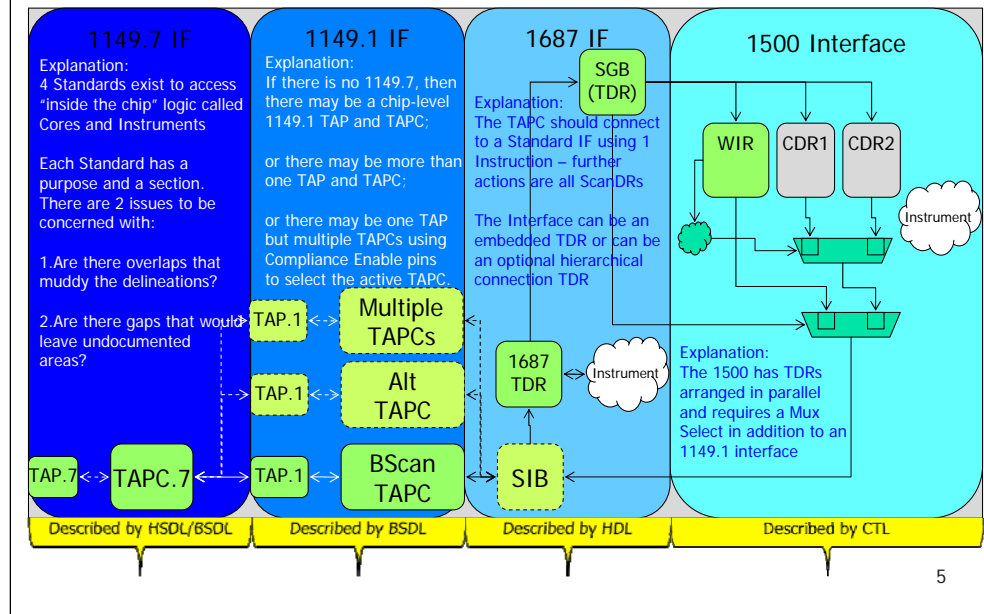 1149.7 IF
Explanation:
4 Standards exist to access
"inside the chip" logic called
Cores and Instruments
Each Standard has a
purpose and a section.
There are 2 issues to be
concerned with:
1.Are there overlaps that
muddy the delineations?
2.Are there gaps that would
leave undocumented
areas?
TAP.7
TAPC.7
Described by HSDL/BSDL
1149.1 IF
Explanation:
If there is no 1149.7, then
there may be a chip-level
1149.1 TAP and TAPC;
or there may be more than
one TAP and TAPC;
or there may be one TAP
but multiple TAPCs using
Compliance Enable pins
to select the active TAPC.
TAP.1
Multiple
TAPCs
TAP.1
Alt
TAPC
TAP.1
BScan
TAPC
Described by BSDL
1687 IF
SGB
(TDR)
Explanation:
The TAPC should connect
to a Standard IF using 1
Instruction – further
actions are all ScanDRs
The Interface can be an
embedded TDR or can be
an optional hierarchical
connection TDR
1687
TDR
Instrument
SIB
Described by HDL
1500 Interface
WIR
CDR1
CDR2
Instrument
Explanation:
The 1500 has TDRs
arranged in parallel
and requires a Mux
Select in addition to an
1149.1 interface
Described by CTL
5